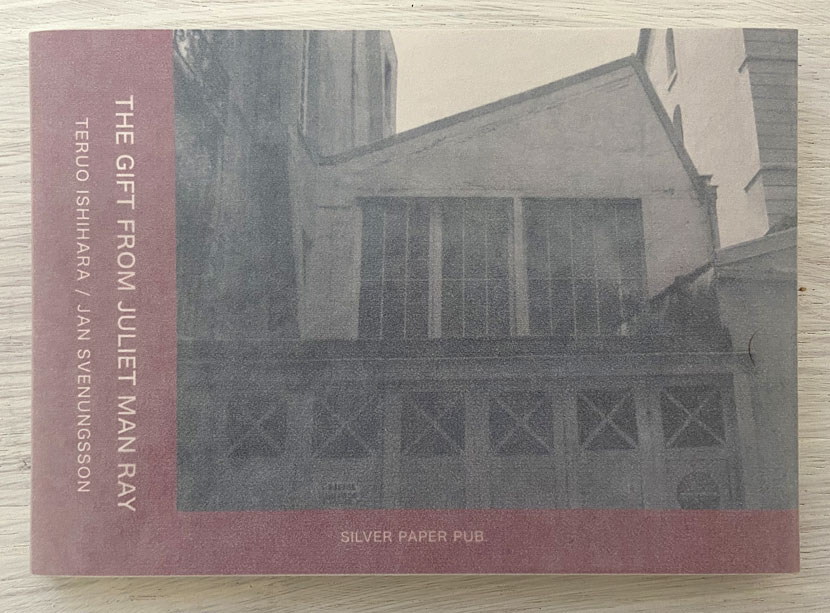 THE GIFT FROM JULIET MAN RAY
TERUO ISHIHARA / JAN SVENUNGSSON
SILVER PAPER PUB.